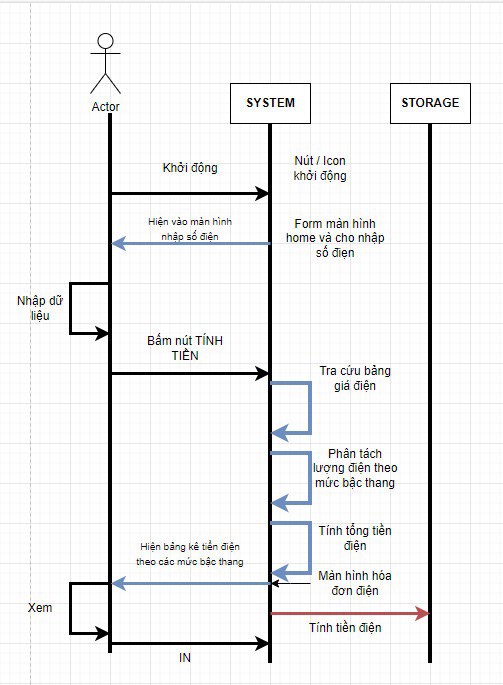 Actor
SYSTEM
STORAGE
Khởi động
Nút / Icon
khởi động
Hiện vào màn hình
nhập số điện
Form màn hình
home và cho nhập
số điện
Nhập dữ
liệu
Bấm nút TÍNH
TIỀN
Tra cứu bảng
giá điện
Phân tách
lượng điện theo
mức bậc thang
Tính tổng tiền
điện
Hiện bảng kê tiền điện
theo các mức bậc thang
Màn hình hóa
đơn điện
Xem
Tính tiền điện
IN